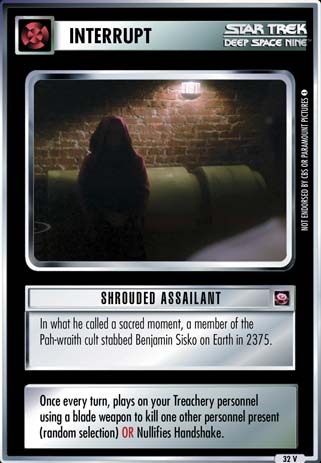 INTERRUPT
STAR TREK
DEEP SPACE NINE
NOT ENDORSED BY CBS OR PARAMOUNT PICTURES
SHROUDED ASSAILANT
In what he called a sacred moment, a member of the
Pah-wraith cult stabbed Benjamin Sisko on Earth in 2375.
Once every turn, plays on your Treachery personnel
using a blade weapon to kill one other personnel present
(random selection) OR Nullifies Handshake.
32 V